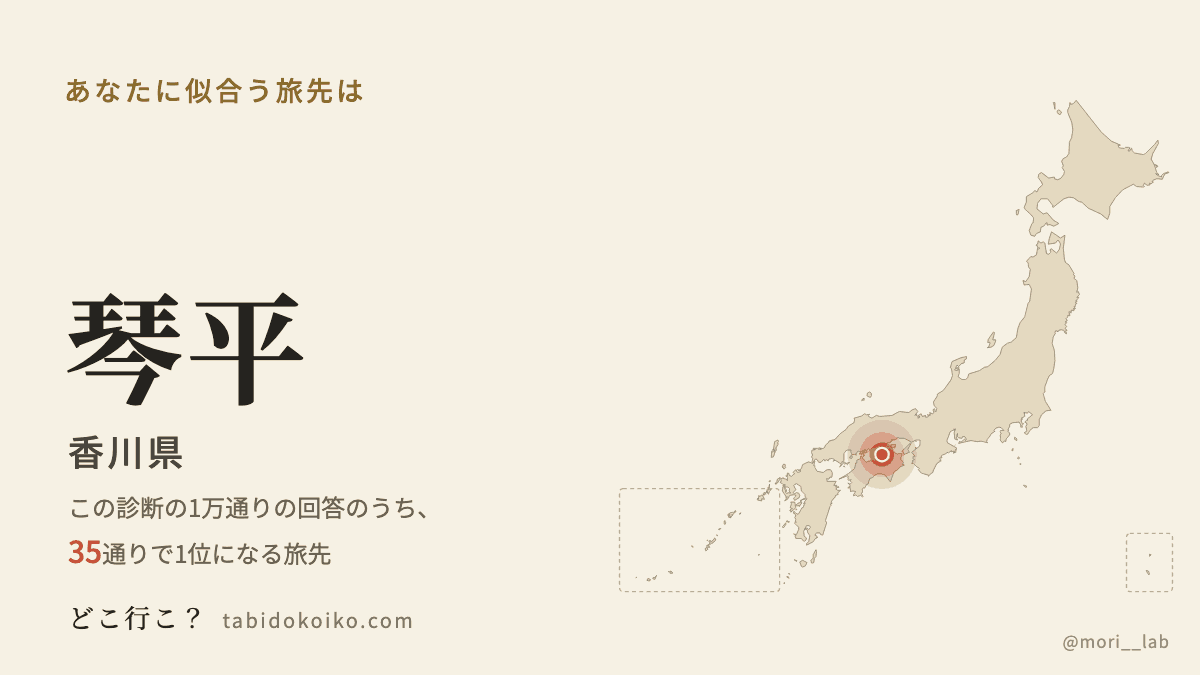 あなたに似合う旅先は
琴平
香川県
この診断の1万通りの回答のうち、
35通りで1位になる旅先
どこ行こ？ tabidokoiko.com
@mori__lab